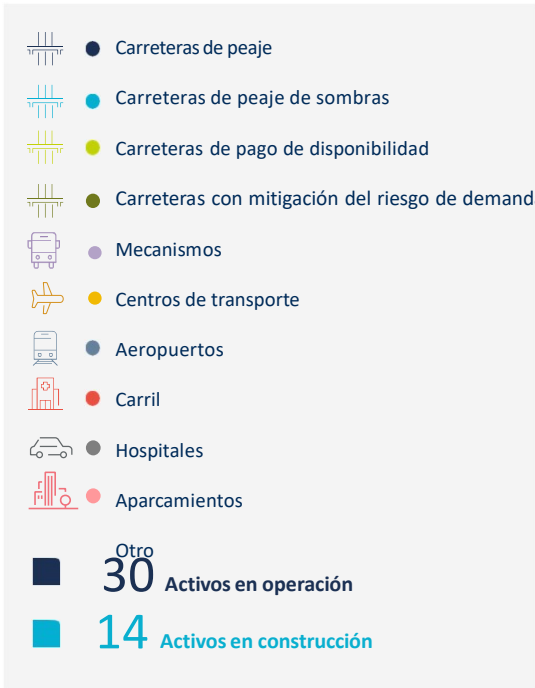 Carreteras de peaje
Carreteras de peaje de sombras
Carreteras de pago de disponibilidad
Carreteras con mitigación del riesgo de demand
Mecanismos
Centros de transporte
Aeropuertos
Carril
Hospitales
Aparcamientos
Otro
30 Activos en operación
14 Activos en construcción